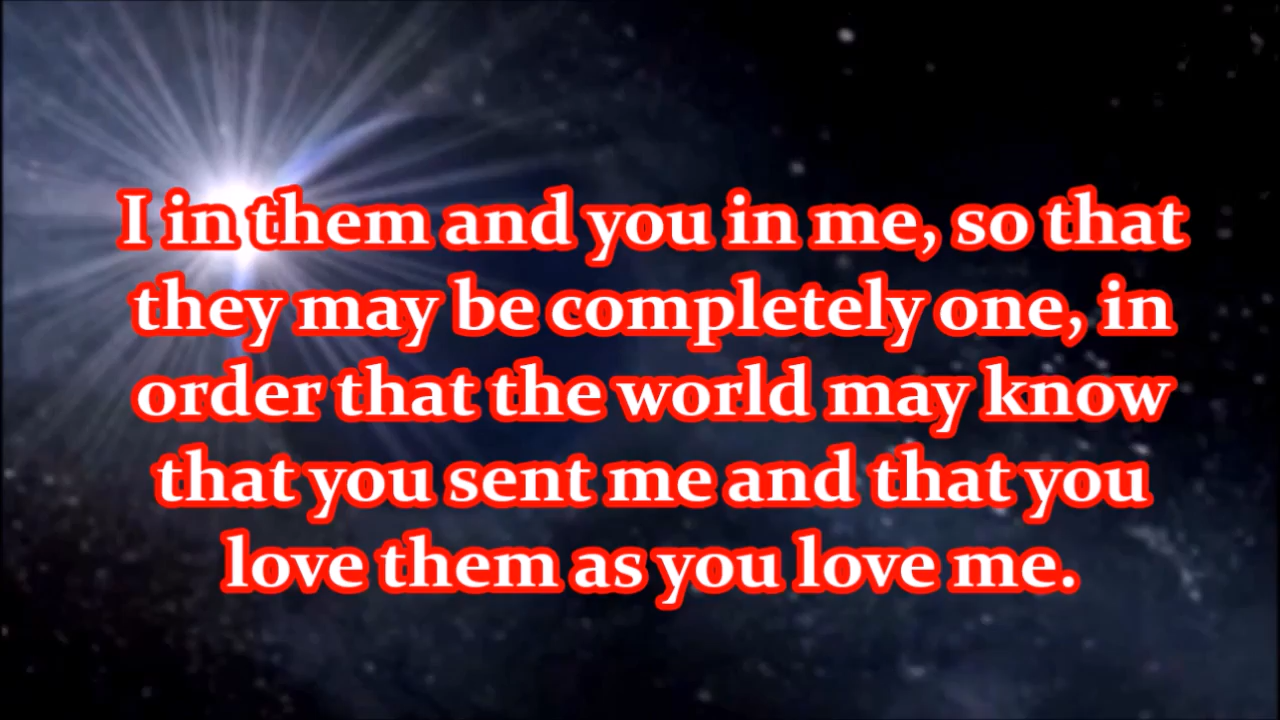 I in them and you in me, so that
they may be completely one, in
order that the world may know
that you sent me and that you
love them as you love me.